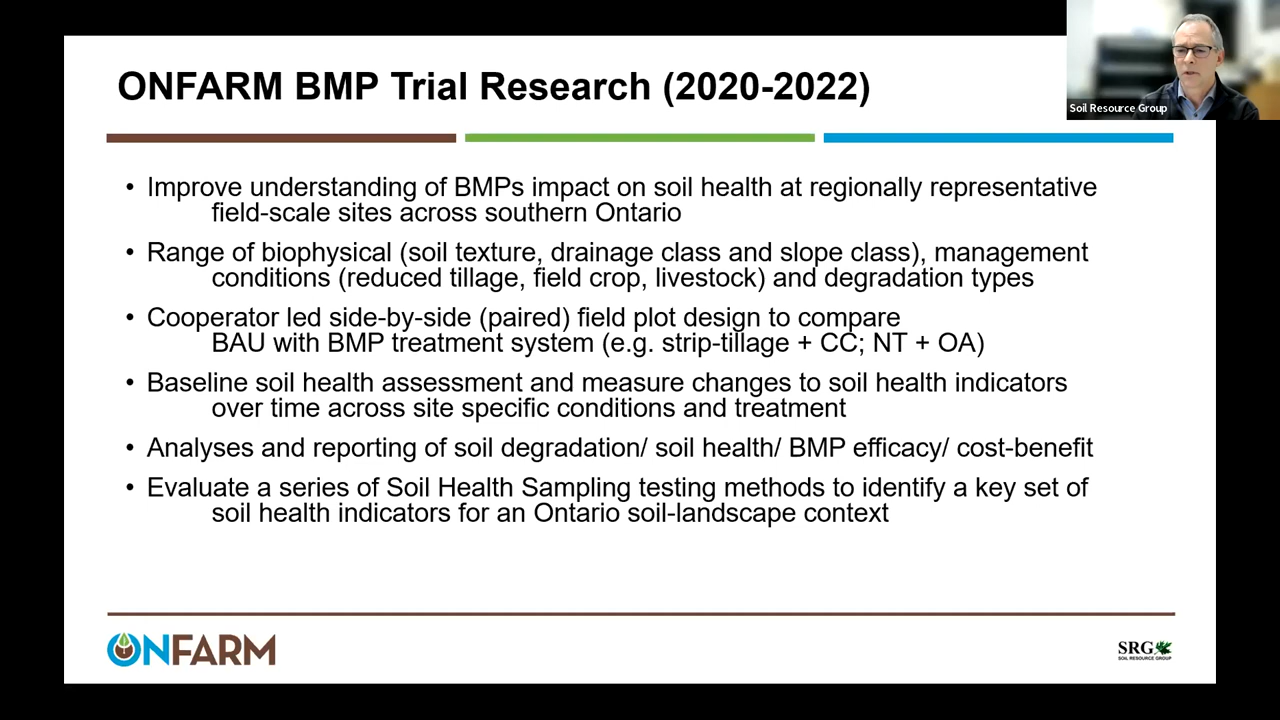 ONFARM BMP Trial Research (2020-2022)
Soil Resource Group
• Improve understanding of BMPs impact on soil health at regionally representative
field-scale sites across southern Ontario
• Range of biophysical (soil texture, drainage class and slope class), management
conditions (reduced tillage, field crop, livestock) and degradation types
• Cooperator led side-by-side (paired) field plot design to compare
BAU with BMP treatment system (e.g. strip-tillage + CC; NT + OA)
• Baseline soil health assessment and measure changes to soil health indicators
over time across site specific conditions and treatment
• Analyses and reporting of soil degradation/ soil health/ BMP efficacy/ cost-benefit
• Evaluate a series of Soil Health Sampling testing methods to identify a key set of
soil health indicators for an Ontario soil-landscape context
ONFARM
SRG
SOIL RESOURCE GROUP